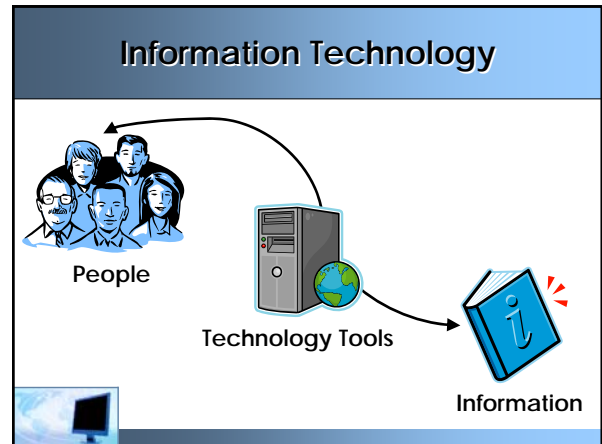 Information Technology
People
Technology Tools
i
Information